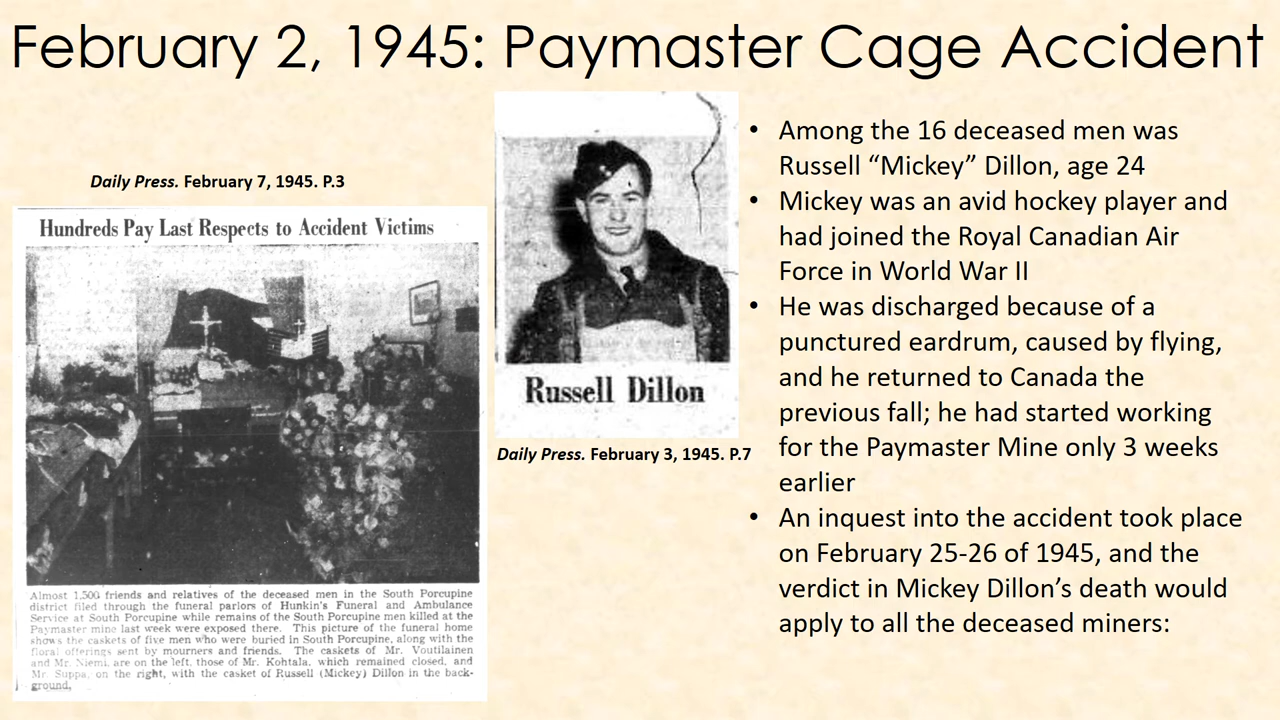 February 2, 1945: Paymaster Cage Accident
Daily Press. February 7, 1945. P.3
Hundreds Pay Last Respects to Accident Victims
Almost 1,500 friends and relatives of the deceased men in the South Porcupine
district filed through the funeral parlors of Hunkin's Funeral and Ambulance
Service at South Porcupine while remains of the South Porcupine men killed at the
Paymaster mine last week were exposed there. This picture of the funeral home
shows the caskets of five men who were buried in South Porcupine, along with the
floral offerings sent by mourners and friends. The caskets of Mr. Voutilainen
and Mr. Niemi, are on the left, those of Mr. Kohtala, which remained closed, and
Mr. Suppa, on the right, with the casket of Russell (Mickey) Dillon in the back-
ground.
Russell Dillon
Daily Press. February 3, 1945. P.7
• Among the 16 deceased men was
Russell “Mickey” Dillon, age 24
• Mickey was an avid hockey player and
had joined the Royal Canadian Air
Force in World War II
• He was discharged because of a
punctured eardrum, caused by flying,
and he returned to Canada the
previous fall; he had started working
for the Paymaster Mine only 3 weeks
earlier
• An inquest into the accident took place
on February 25-26 of 1945, and the
verdict in Mickey Dillon’s death would
apply to all the deceased miners: